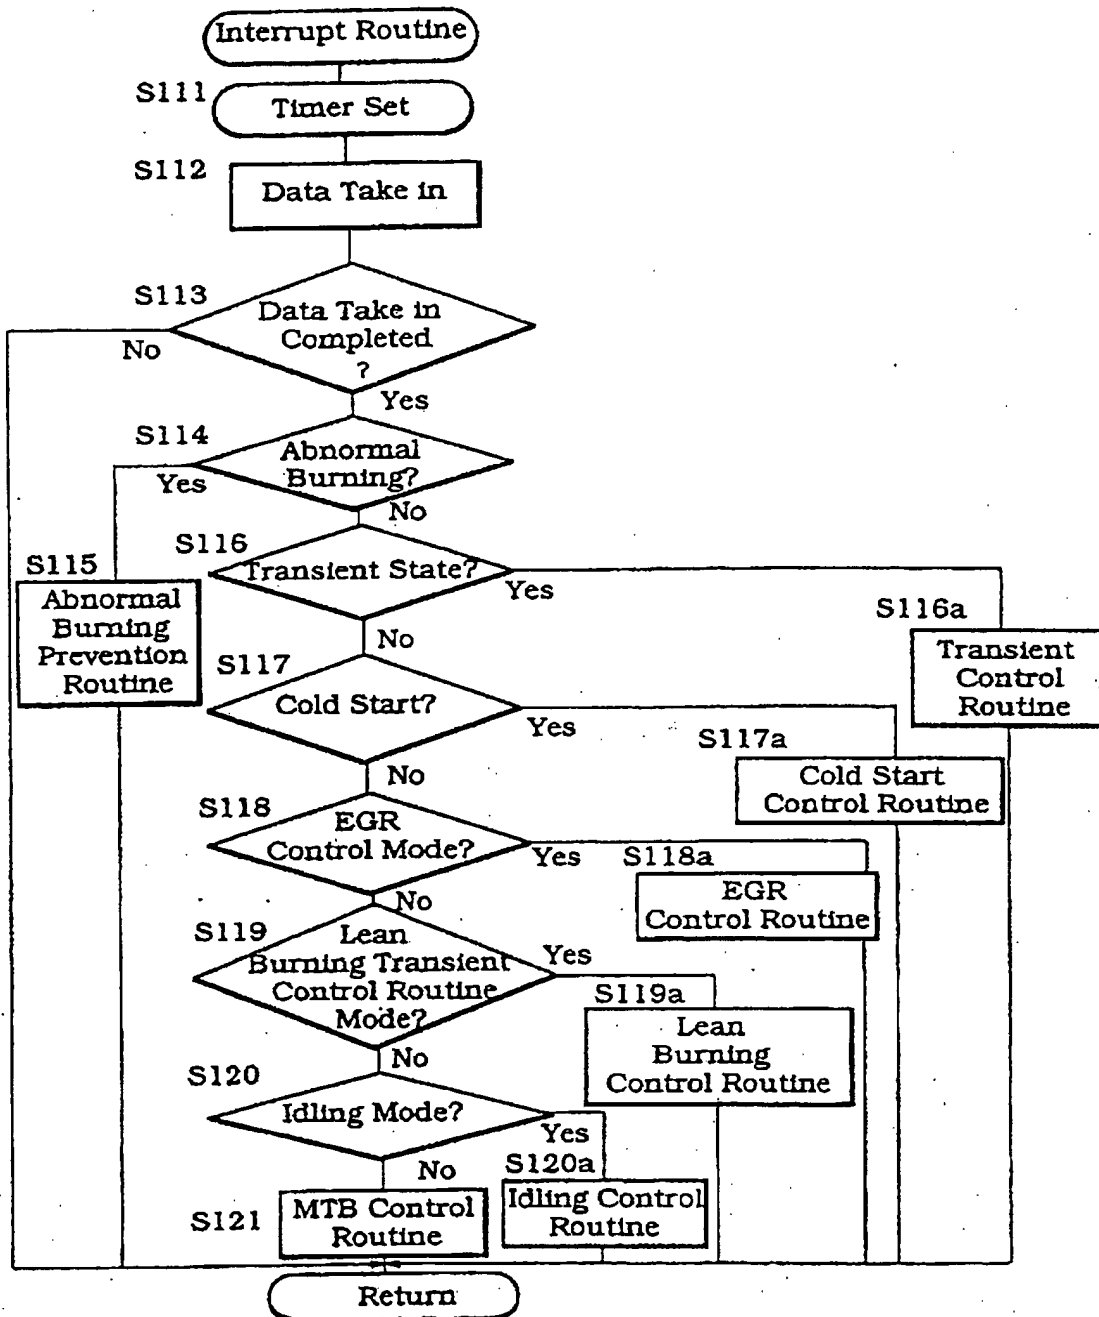 Interrupt Routine
S111
Timer Set
S112
Data Take in
S113
Data Take in
Completed
?
No
Yes
S114
Abnormal
Burning?
Yes
No
S115
Abnormal
Burning
Prevention
Routine
S116
Transient State?
Yes
No
S116a
Transient
Control
Routine
S117
Cold Start?
Yes
No
S117a
Cold Start
Control Routine
S118
EGR
Control Mode?
Yes
No
S118a
EGR
Control Routine
S119
Lean
Burning Transient
Control Routine
Mode?
Yes
No
S119a
Lean
Burning
Control Routine
S120
Idling Mode?
Yes
No
S120a
Idling Control
Routine
S121
MTB Control
Routine
Return